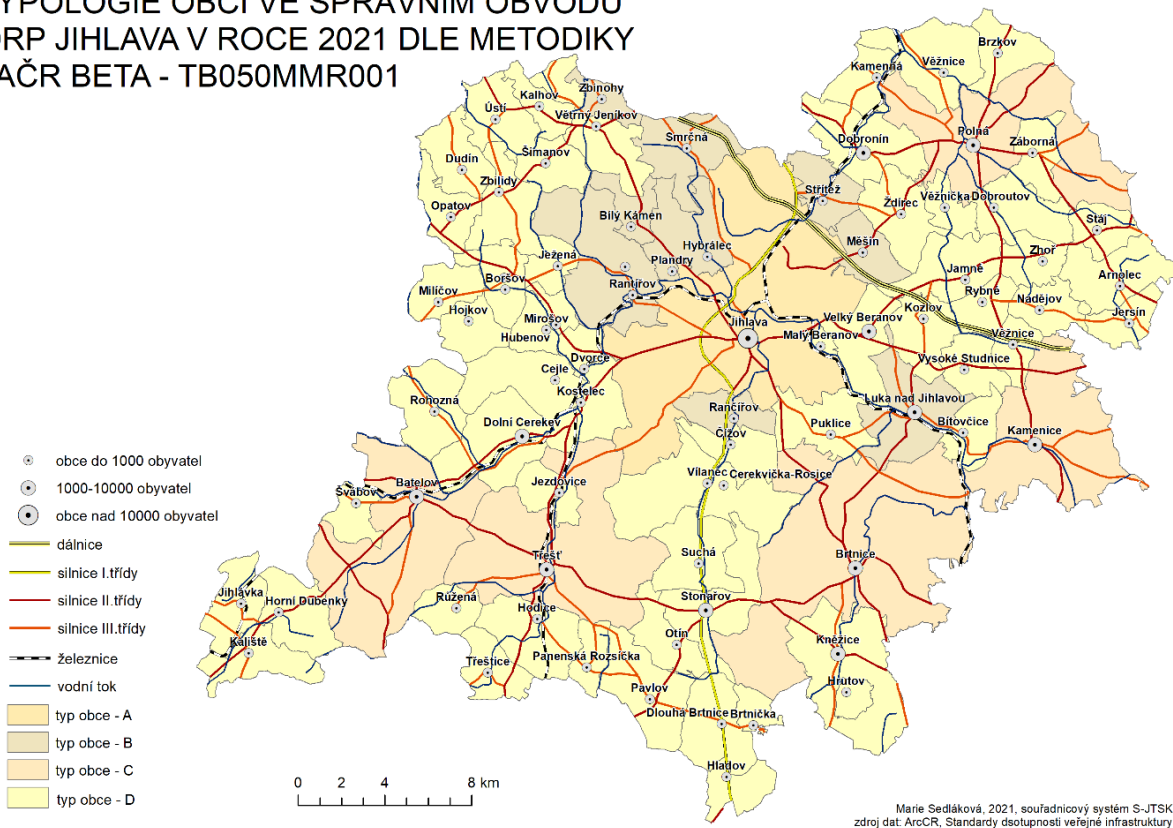 YPOLOGIE OBCÍ VE SPRÁVNÍM OBVODU
ORP JIHLAVA V ROCE 2021 DLE METODIKY
TAČR BETA - TB050MMR001
Brzkov
Kamenná
Věžnice
Zbinohy
Kalhov
Ústí
Větrný Jeníkov
Smrčná
Dobronín
Polná
Záborná
Dudín
Šimanov
Zbilidy
Střítež
Opatov
Ždírec
Věžnička
Dobroutov
Bílý Kámen
Stáj
Hybrálec
Měšín
Zhoř
Ježená
Plandry
Jamné
Arnolec
Boršov
Rantířov
Milíčov
Rybné
Nadějov
Hojkov
Mirošov
Jihlava
Velký Beranov
Kozlov
Jersín
Hubenov
Malý Beranov
Věžnice
Dvorce
Vysoké Studnice
Cejle
Kostelec
Rohozná
Rančířov
Luka nad Jihlavou
Dolní Cerekev
Puklice
Bítovčice
Kamenice
Čížov
Vílanec
Cerekvička-Rosice
Batelov
Jezdovice
Švábov
Suchá
Brtnice
Třešť
Jihlávka
Horní Dubenky
Růžená
Hodice
Stonařov
Kaliště
Otín
Kněžice
Třeštice
Panenská Rozsíčka
Hrutov
Pavlov
Dlouhá Brtnice
Brtnička
Hladov
obce do 1000 obyvatel
1000-10000 obyvatel
obce nad 10000 obyvatel
dálnice
silnice I.třídy
silnice II.třídy
silnice III.třídy
železnice
vodní tok
typ obce - A
typ obce - B
typ obce - C
typ obce - D
0 2 4 8 km
Marie Sedláková, 2021, souřadnicový systém S-JTSK
zdroj dat: ArcCR, Standardy dsotupnosti veřejné infrastruktury